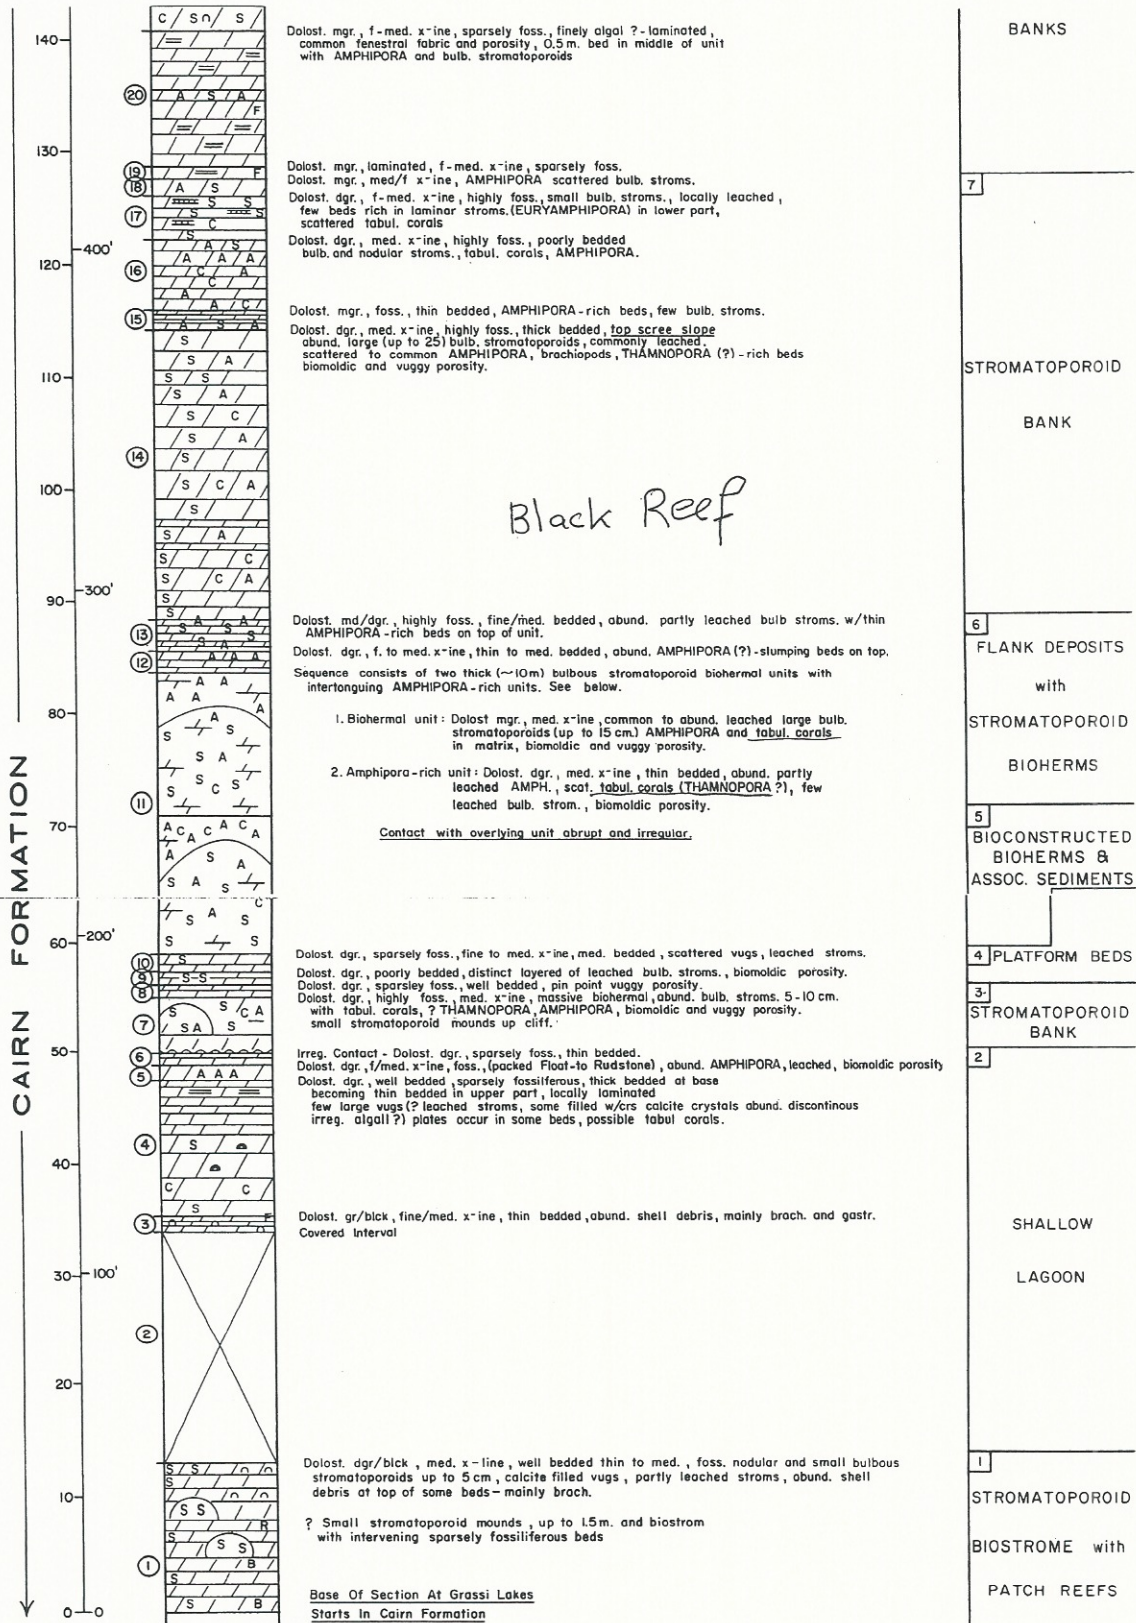 C S S
140
Dolost. mgr., f-med. x-ine, sparsely foss., finely algal ?-laminated,
common fenestral fabric and porosity, 0.5m. bed in middle of unit
with AMPHIPORA and bulb. stromatoporoids
BANKS
20
A S A
F
130
19
F
Dolost. mgr., laminated, f-med. x-ine, sparsely foss.
18
A S
Dolost. mgr., med/f x-ine, AMPHIPORA scattered bulb. stroms.
7
17
S S
S S
C
S
Dolost. dgr., f-med. x-ine, highly foss., small bulb. stroms., locally leached,
few beds rich in laminar stroms.(EURYAMPHIPORA) in lower part,
scattered tabul. corals
400'
120
16
A S
A A A
C A
C
A
A C
Dolost. dgr., med. x-ine, highly foss., poorly bedded
bulb. and nodular stroms., tabul. corals, AMPHIPORA.
15
A S A
Dolost. mgr., foss., thin bedded, AMPHIPORA-rich beds, few bulb. stroms.
Dolost. dgr., med. x-ine, highly foss., thick bedded, top scree slope
abund. large (up to 25) bulb. stromatoporoids, commonly leached.
scattered to common AMPHIPORA, brachiopods, THAMNOPORA (?)-rich beds
biomoldic and vuggy porosity.
S
S A
110
S S
S A
S C
S A
14
S
STROMATOPOROID
BANK
100
S C A
S
Black Reef
S A
S C
S C A
300'
90
S
S
13
A A
S S
S
S A
Dolost. md/dgr., highly foss., fine/med. bedded, abund. partly leached bulb stroms. w/thin
AMPHIPORA-rich beds on top of unit.
6
FLANK DEPOSITS
with
STROMATOPOROID
BIOHERMS
12
A A A
Dolost. dgr., f. to med. x-ine, thin to med. bedded, abund. AMPHIPORA (?)-slumping beds on top.
Sequence consists of two thick (~10m) bulbous stromatoporoid biohermal units with
intertonguing AMPHIPORA-rich units. See below.
A A
A A
80
A
S S
1. Biohermal unit: Dolost mgr., med. x-ine, common to abund. leached large bulb.
stromatoporoids (up to 15 cm.) AMPHIPORA and tabul. corals
in matrix, biomoldic and vuggy porosity.
S A
S C S
2. Amphipora-rich unit: Dolost. dgr., med. x-ine, thin bedded, abund. partly
leached AMPH., scat. tabul. corals (THAMNOPORA ?), few
leached bulb. strom., biomoldic porosity.
11
70
A C A C A C A
A
S A
S A S
Contact with overlying unit abrupt and irregular.
5
BIOCONSTRUCTED
BIOHERMS &
ASSOC. SEDIMENTS
CAIRN FORMATION
C
S A S
S S
60
200'
10
S
Dolost. dgr., sparsely foss., fine to med. x-ine, med. bedded, scattered vugs, leached stroms.
4
PLATFORM BEDS
9
S-S
Dolost. dgr., poorly bedded, distinct layered of leached bulb. stroms., biomoldic porosity.
8
Dolost. dgr., sparsley foss., well bedded, pin point vuggy porosity.
3
STROMATOPOROID
BANK
7
S C A
S A S
Dolost. dgr., highly foss., med. x-ine, massive biohermal, abund. bulb. stroms. 5-10 cm.
with tabul. corals, ? THAMNOPORA, AMPHIPORA, biomoldic and vuggy porosity.
small stromatoporoid mounds up cliff.
50
6
Irreg. Contact - Dolost. dgr., sparsely foss., thin bedded.
2
5
A A A
Dolost. dgr., f/med. x-ine, foss., (packed Float-to Rudstone), abund. AMPHIPORA, leached, biomoldic porosity
Dolost. dgr., well bedded, sparsely fossilferous, thick bedded at base
becoming thin bedded in upper part, locally laminated
few large vugs (? leached stroms, some filled w/crs calcite crystals abund. discontinous
irreg. algal(?) plates occur in some beds, possible tabul corals.
4
S
40
C C
S
3
F
Dolost. gr/blck, fine/med. x-ine, thin bedded, abund. shell debris, mainly brach. and gastr.
Covered Interval
SHALLOW
LAGOON
30
100'
2
20
S S
Dolost. dgr/blck, med. x-line, well bedded thin to med., foss. nodular and small bulbous
stromatoporoids up to 5 cm, calcite filled vugs, partly leached stroms, abund. shell
debris at top of some beds - mainly brach.
1
STROMATOPOROID
BIOSTROME with
PATCH REEFS
S
10
S S
R
S
S S
? Small stromatoporoid mounds, up to 1.5m. and biostrom
with intervening sparsely fossiliferous beds
1
B
S
S B
0
0
Base Of Section At Grassi Lakes
Starts In Cairn Formation